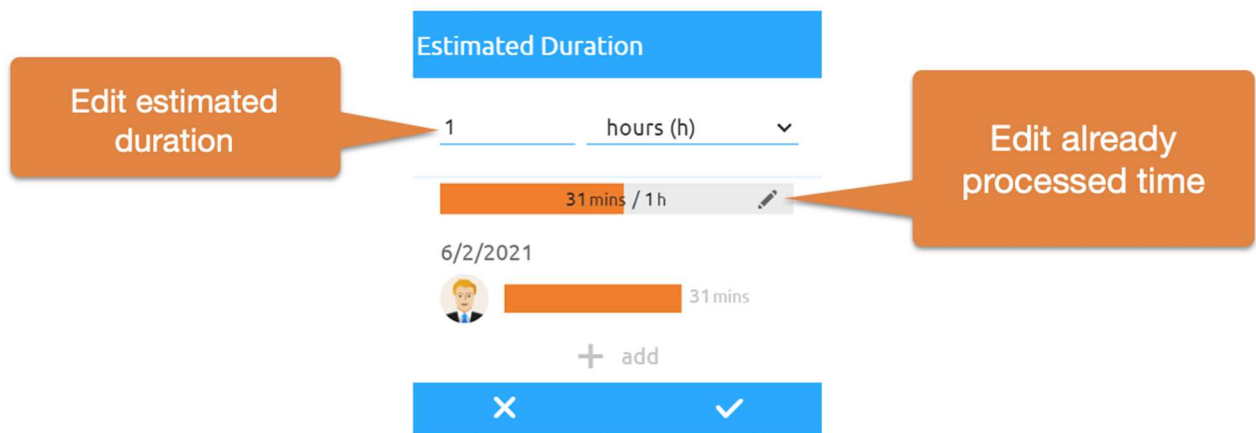 Estimated Duration
Edit estimated
duration
1 hours (h)
Edit already
processed time
31 mins / 1 h
6/2/2021
31 mins
add